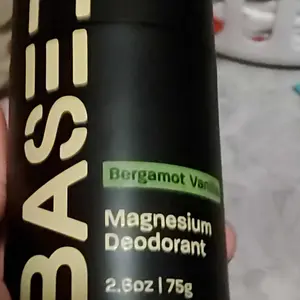 BASE
Bergamot
Magnesium
Deodorant
2.6oz | 75g